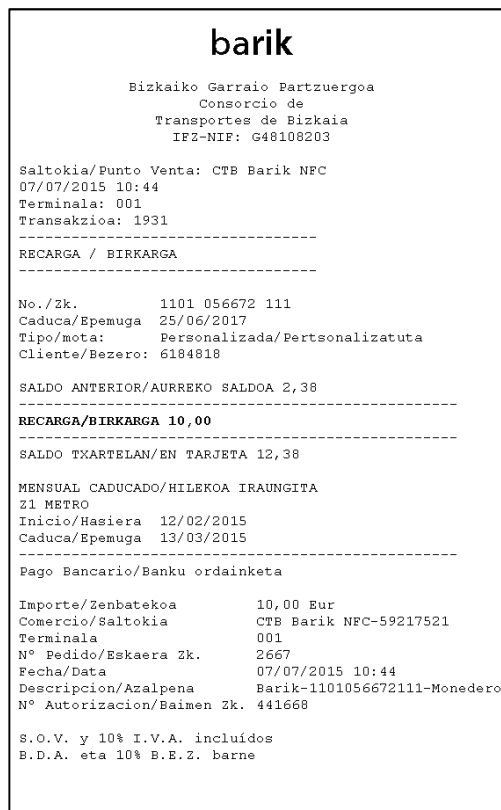 barik
Bizkaiko Garraio Partzuergoa
Consorcio de
Transportes de Bizkaia
IFZ-NIF: G48108203
Saltokia/Punto Venta: CTB Barik NFC
07/07/2015 10:44
Terminala: 001
Transakzioa: 1931
----------------------------------
RECARGA / BIRKARGA
----------------------------------
No./Zk. 1101 056672 111
Caduca/Epemuga 25/06/2017
Tipo/mota: Personalizada/Pertsonalizatuta
Cliente/Bezero: 6184818
SALDO ANTERIOR/AURREKO SALDOA 2,38
--------------------------------------------------
RECARGA/BIRKARGA 10,00
--------------------------------------------------
SALDO TXARTELAN/EN TARJETA 12,38
MENSUAL CADUCADO/HILEKOA IRAUNGITA
Z1 METRO
Inicio/Hasiera 12/02/2015
Caduca/Epemuga 13/03/2015
--------------------------------------------------
Pago Bancario/Banku ordainketa
Importe/Zenbatekoa 10,00 Eur
Comercio/Saltokia CTB Barik NFC-59217521
Terminala 001
Nº Pedido/Eskaera Zk. 2667
Fecha/Data 07/07/2015 10:44
Descripcion/Azalpena Barik-1101056672111-Monedero
Nº Autorizacion/Baimen Zk. 441668
S.O.V. y 10% I.V.A. incluídos
B.D.A. eta 10% B.E.Z. barne